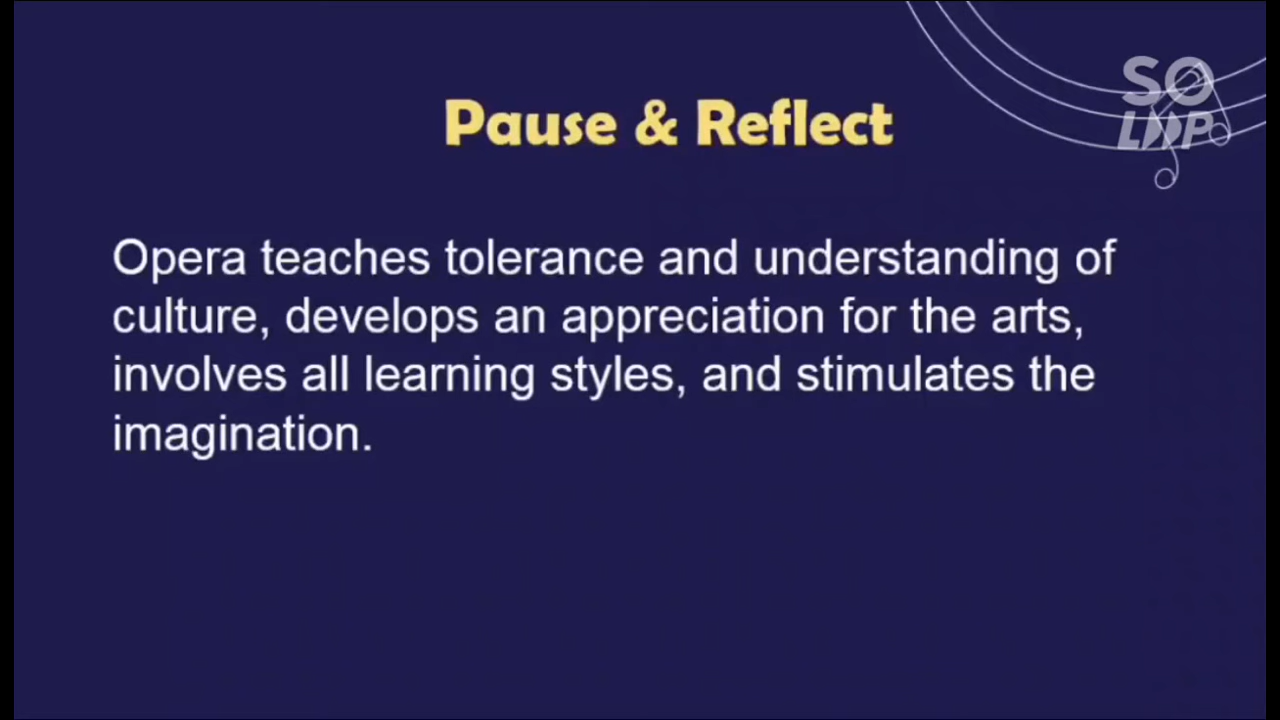 SO
Pause & Reflect
Opera teaches tolerance and understanding of
culture, develops an appreciation for the arts,
involves all learning styles, and stimulates the
imagination.